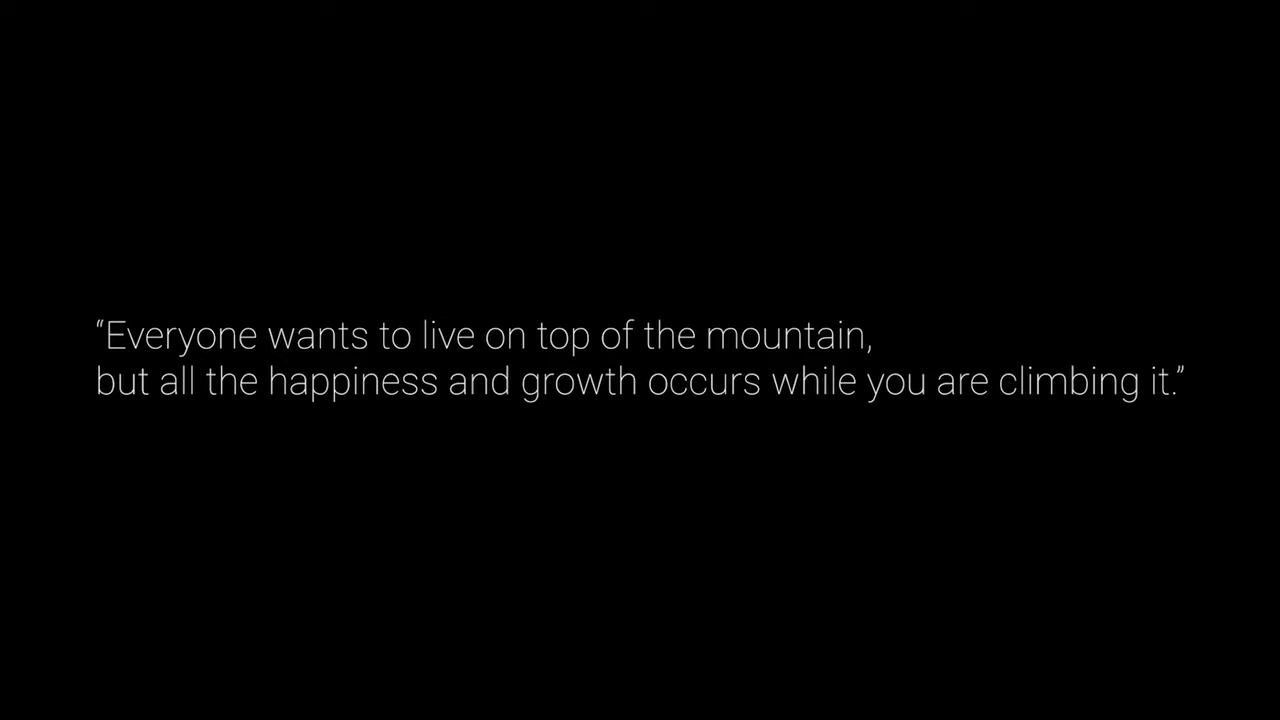 “Everyone wants to live on top of the mountain,
but all the happiness and growth occurs while you are climbing it.”